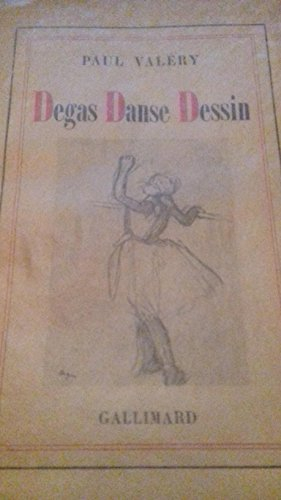 PAUL VALÉRY
Degas Danse Dessin
GALLIMARD